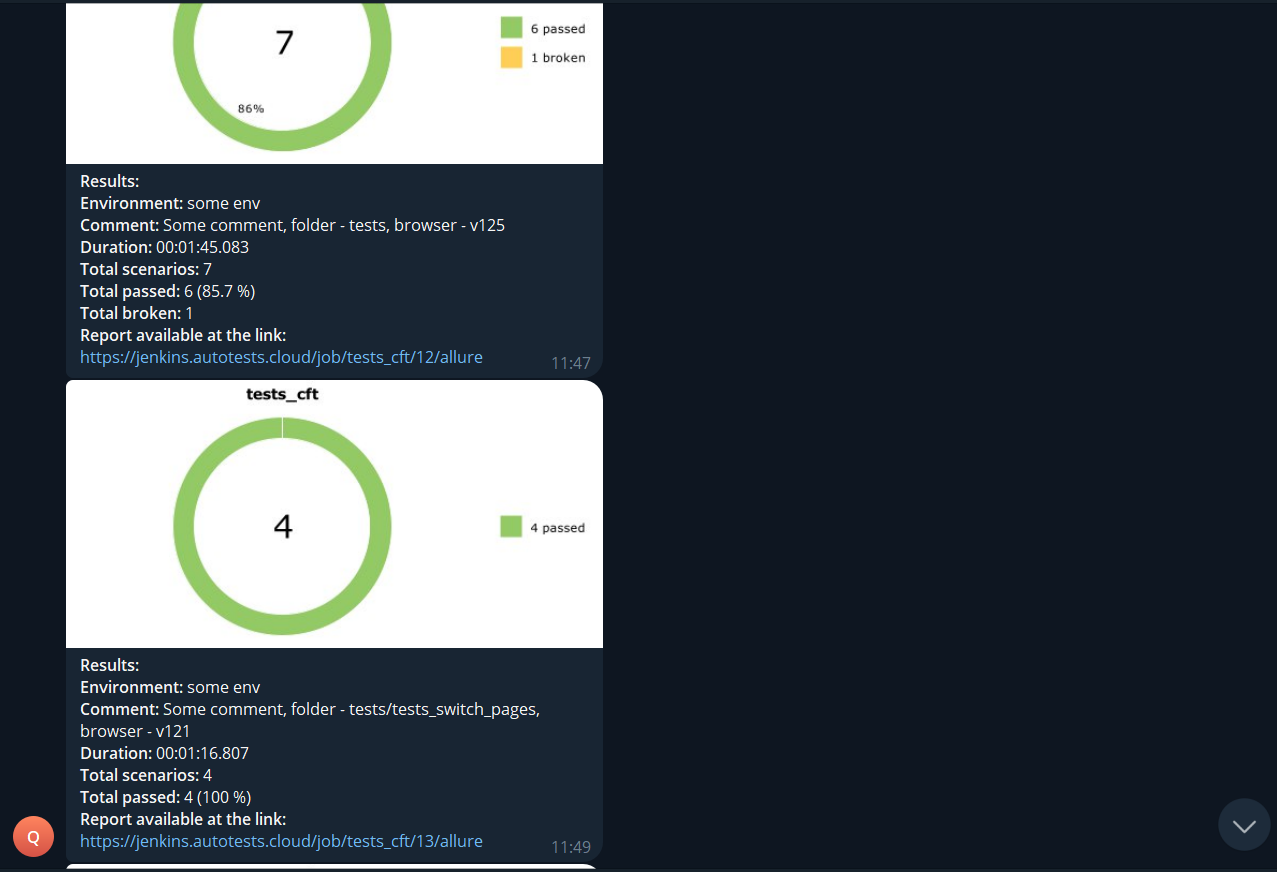 7
86%
6 passed
1 broken
Results:
Environment: some env
Comment: Some comment, folder - tests, browser - v125
Duration: 00:01:45.083
Total scenarios: 7
Total passed: 6 (85.7 %)
Total broken: 1
Report available at the link:
https://jenkins.autotests.cloud/job/tests_cft/12/allure
11:47
tests_cft
4
4 passed
Results:
Environment: some env
Comment: Some comment, folder - tests/tests_switch_pages,
browser - v121
Duration: 00:01:16.807
Total scenarios: 4
Total passed: 4 (100 %)
Report available at the link:
https://jenkins.autotests.cloud/job/tests_cft/13/allure
11:49
Q